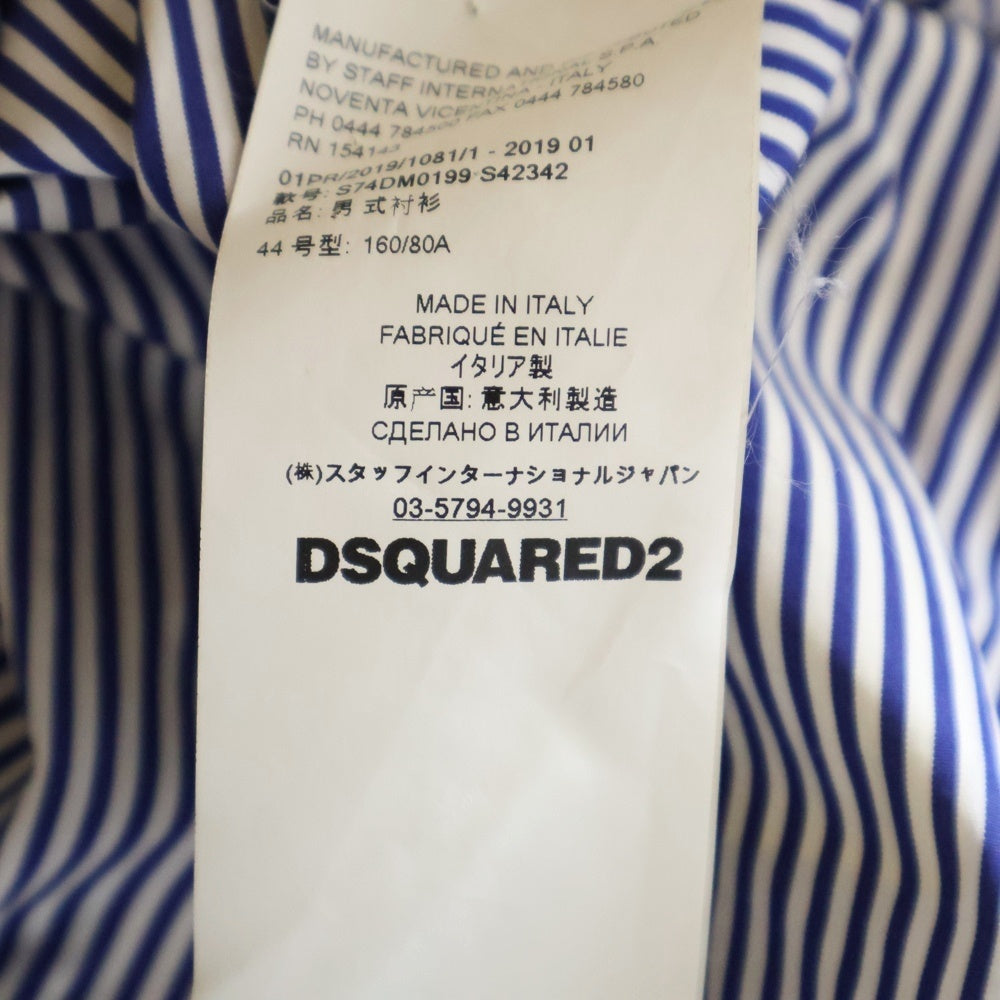 MANUFACTURED AND
BY STAFF INTERNATIONAL S.P.A
NOVENTA VICENTINA - ITALY
PH 0444 784500 FAX 0444 784580
RN 154143
01PR/2019/1081/1 - 2019 01
款号: S74DM0199 S42342
品名: 男式衬衫
44 号型: 160/80A
MADE IN ITALY
FABRIQUÉ EN ITALIE
イタリア製
原产国: 意大利製造
СДЕЛАНО В ИТАЛИИ
(株)スタッフインターナショナルジャパン
03-5794-9931
DSQUARED2